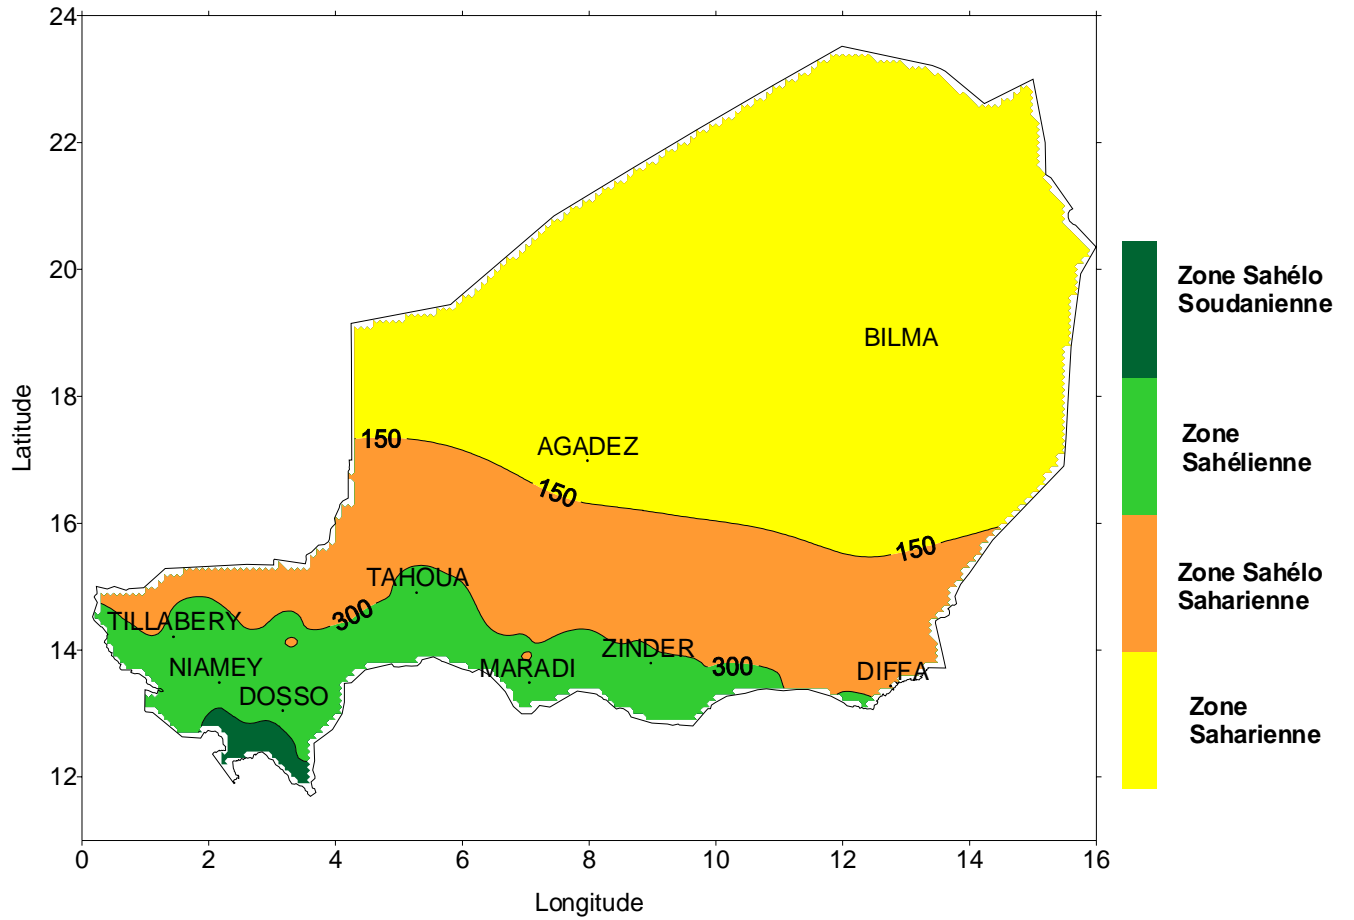 24
22
20
18
16
14
12
Latitude
0
2
4
6
8
10
12
14
16
Longitude
BILMA
AGADEZ
150
150
150
TAHOUA
300
TILLABERY
ZINDER
NIAMEY
MARADI
300
DIFFA
DOSSO
Zone Sahélo
Soudanienne
Zone
Sahélienne
Zone Sahélo
Saharienne
Zone
Saharienne